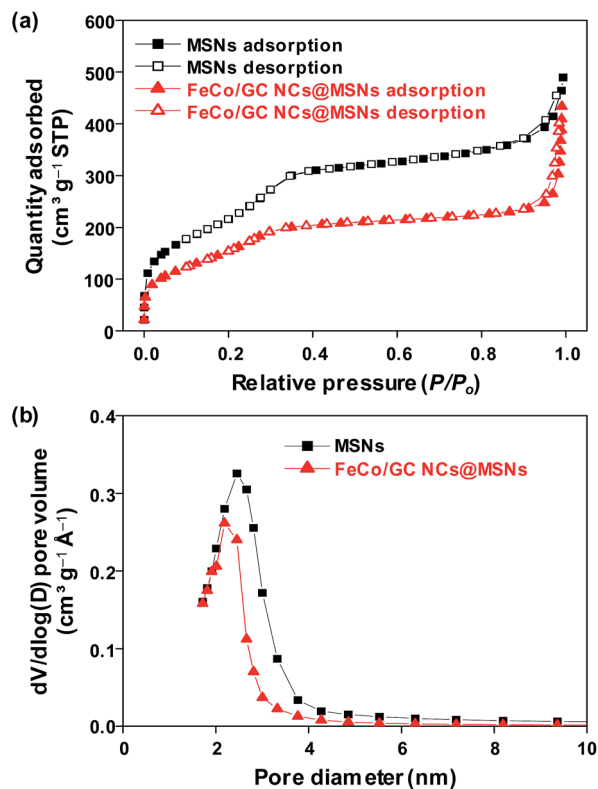 (a)
600
500
400
300
200
100
0
Quantity adsorbed
(cm³ g⁻¹ STP)
MSNs adsorption
MSNs desorption
FeCo/GC NCs@MSNs adsorption
FeCo/GC NCs@MSNs desorption
0.0 0.2 0.4 0.6 0.8 1.0
Relative pressure (P/Pₒ)
(b)
0.4
0.3
0.2
0.1
0.0
dV/dlog(D) pore volume
(cm³ g⁻¹ Å⁻¹)
MSNs
FeCo/GC NCs@MSNs
0 2 4 6 8 10
Pore diameter (nm)